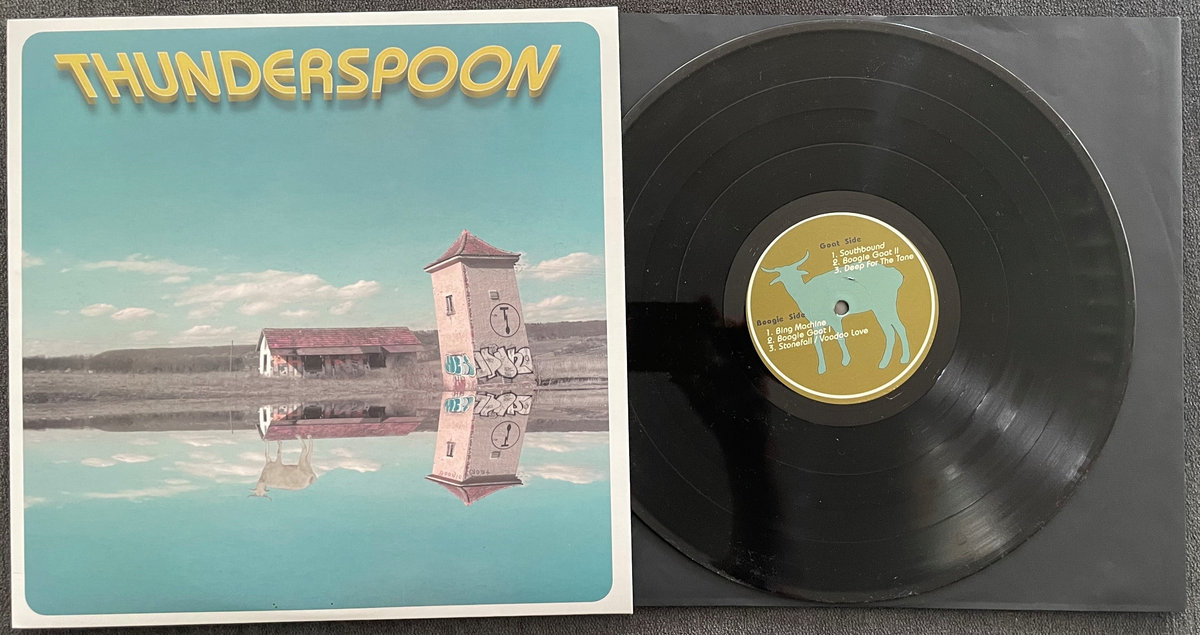 THUNDERSPOON
Goat Side
1. Southbound
2. Boogie Goat II
3. Deep For The Tone
Boogie Side
1. Bing Machine
2. Boogie Goat I
3. Stonefall / Voodoo Love